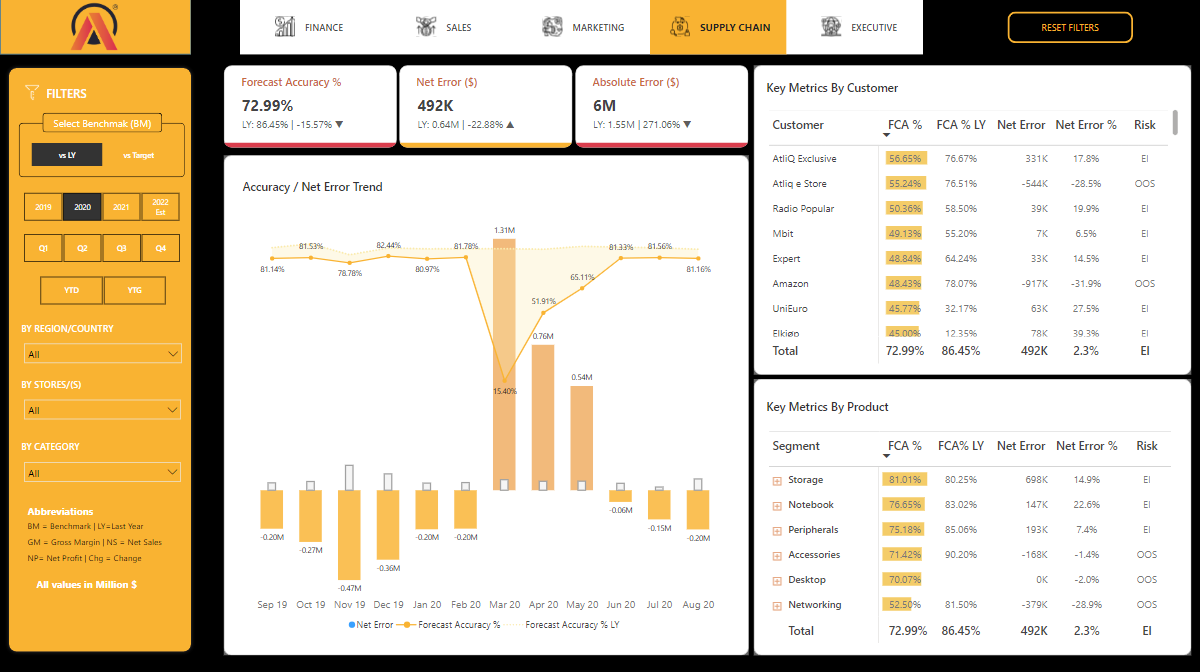 FINANCE
SALES
MARKETING
SUPPLY CHAIN
EXECUTIVE
RESET FILTERS
FILTERS
Select Benchmak (BM)
vs LY
vs Target
2019
2020
2021
2022 Est
Q1
Q2
Q3
Q4
YTD
YTG
BY REGION/COUNTRY
All
BY STORES/(S)
All
BY CATEGORY
All
Abbreviations
BM = Benchmark | LY=Last Year
GM = Gross Margin | NS = Net Sales
NP= Net Profit | Chg = Change
All values in Million $
Forecast Accuracy %
72.99%
LY: 86.45% | -15.57% ▼
Net Error ($)
492K
LY: 0.64M | -22.88% ▲
Absolute Error ($)
6M
LY: 1.55M | 271.06% ▼
Accuracy / Net Error Trend
81.14%
81.53%
78.78%
82.44%
80.97%
81.78%
15.40%
51.91%
65.11%
81.33%
81.56%
81.16%
-0.20M
-0.27M
-0.47M
-0.36M
-0.20M
-0.20M
1.31M
0.76M
0.54M
-0.06M
-0.15M
-0.20M
Sep 19 Oct 19 Nov 19 Dec 19 Jan 20 Feb 20 Mar 20 Apr 20 May 20 Jun 20 Jul 20 Aug 20
Net Error Forecast Accuracy % Forecast Accuracy % LY
Key Metrics By Customer
Customer FCA % FCA % LY Net Error Net Error % Risk
AtliQ Exclusive 56.65% 76.67% 331K 17.8% EI
Atliq e Store 55.24% 76.51% -544K -28.5% OOS
Radio Popular 50.36% 58.50% 39K 19.9% EI
Mbit 49.13% 55.20% 7K 6.5% EI
Expert 48.84% 64.24% 33K 14.5% EI
Amazon 48.43% 78.07% -917K -31.9% OOS
UniEuro 45.77% 32.17% 63K 27.5% EI
Elkjøp 45.00% 12.35% 78K 39.3% EI
Total 72.99% 86.45% 492K 2.3% EI
Key Metrics By Product
Segment FCA % FCA% LY Net Error Net Error % Risk
Storage 81.01% 80.25% 698K 14.9% EI
Notebook 76.65% 83.02% 147K 22.6% EI
Peripherals 75.18% 85.06% 193K 7.4% EI
Accessories 71.42% 90.20% -168K -1.4% OOS
Desktop 70.07% 0K -2.0% OOS
Networking 52.50% 81.50% -379K -28.9% OOS
Total 72.99% 86.45% 492K 2.3% EI